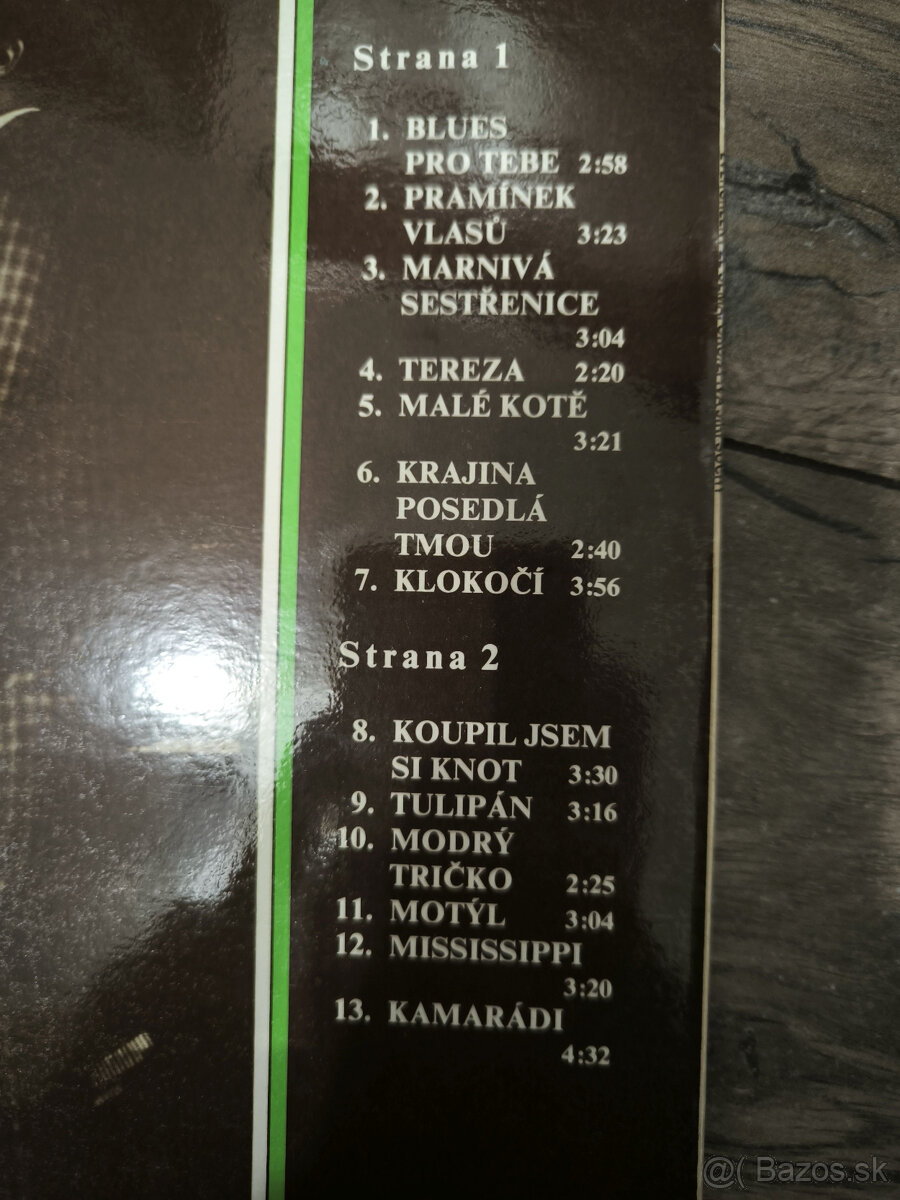 Strana 1
1. BLUES
PRO TEBE 2:58
2. PRAMÍNEK
VLASŮ 3:23
3. MARNIVÁ
SESTŘENICE
3:04
4. TEREZA 2:20
5. MALÉ KOTĚ
3:21
6. KRAJINA
POSEDLÁ
TMOU 2:40
7. KLOKOČÍ 3:56
Strana 2
8. KOUPIL JSEM
SI KNOT 3:30
9. TULIPÁN 3:16
10. MODRÝ
TRIČKO 2:25
11. MOTÝL 3:04
12. MISSISSIPPI
3:20
13. KAMARÁDI
4:32
@( Bazos.sk